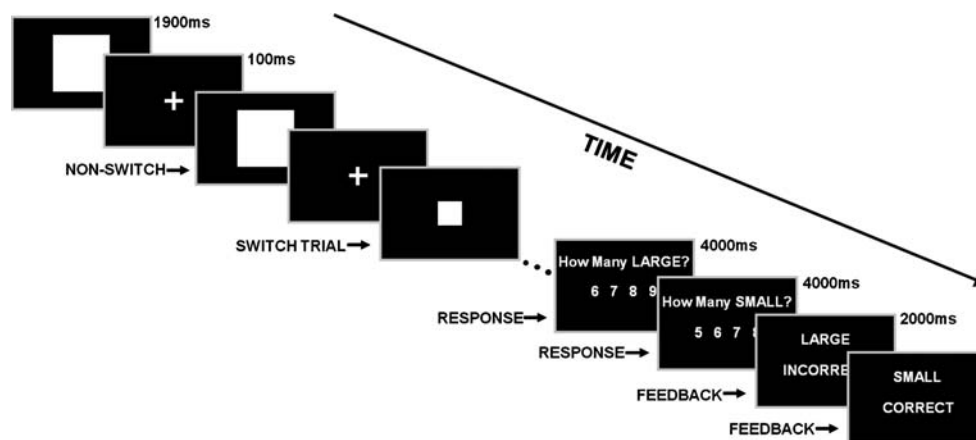 1900ms
100ms
NON-SWITCH
TIME
SWITCH TRIAL
4000ms
How Many LARGE?
6 7 8 9
RESPONSE
4000ms
How Many SMALL?
5 6 7 8
RESPONSE
2000ms
LARGE
INCORRE
FEEDBACK
SMALL
CORRECT
FEEDBACK